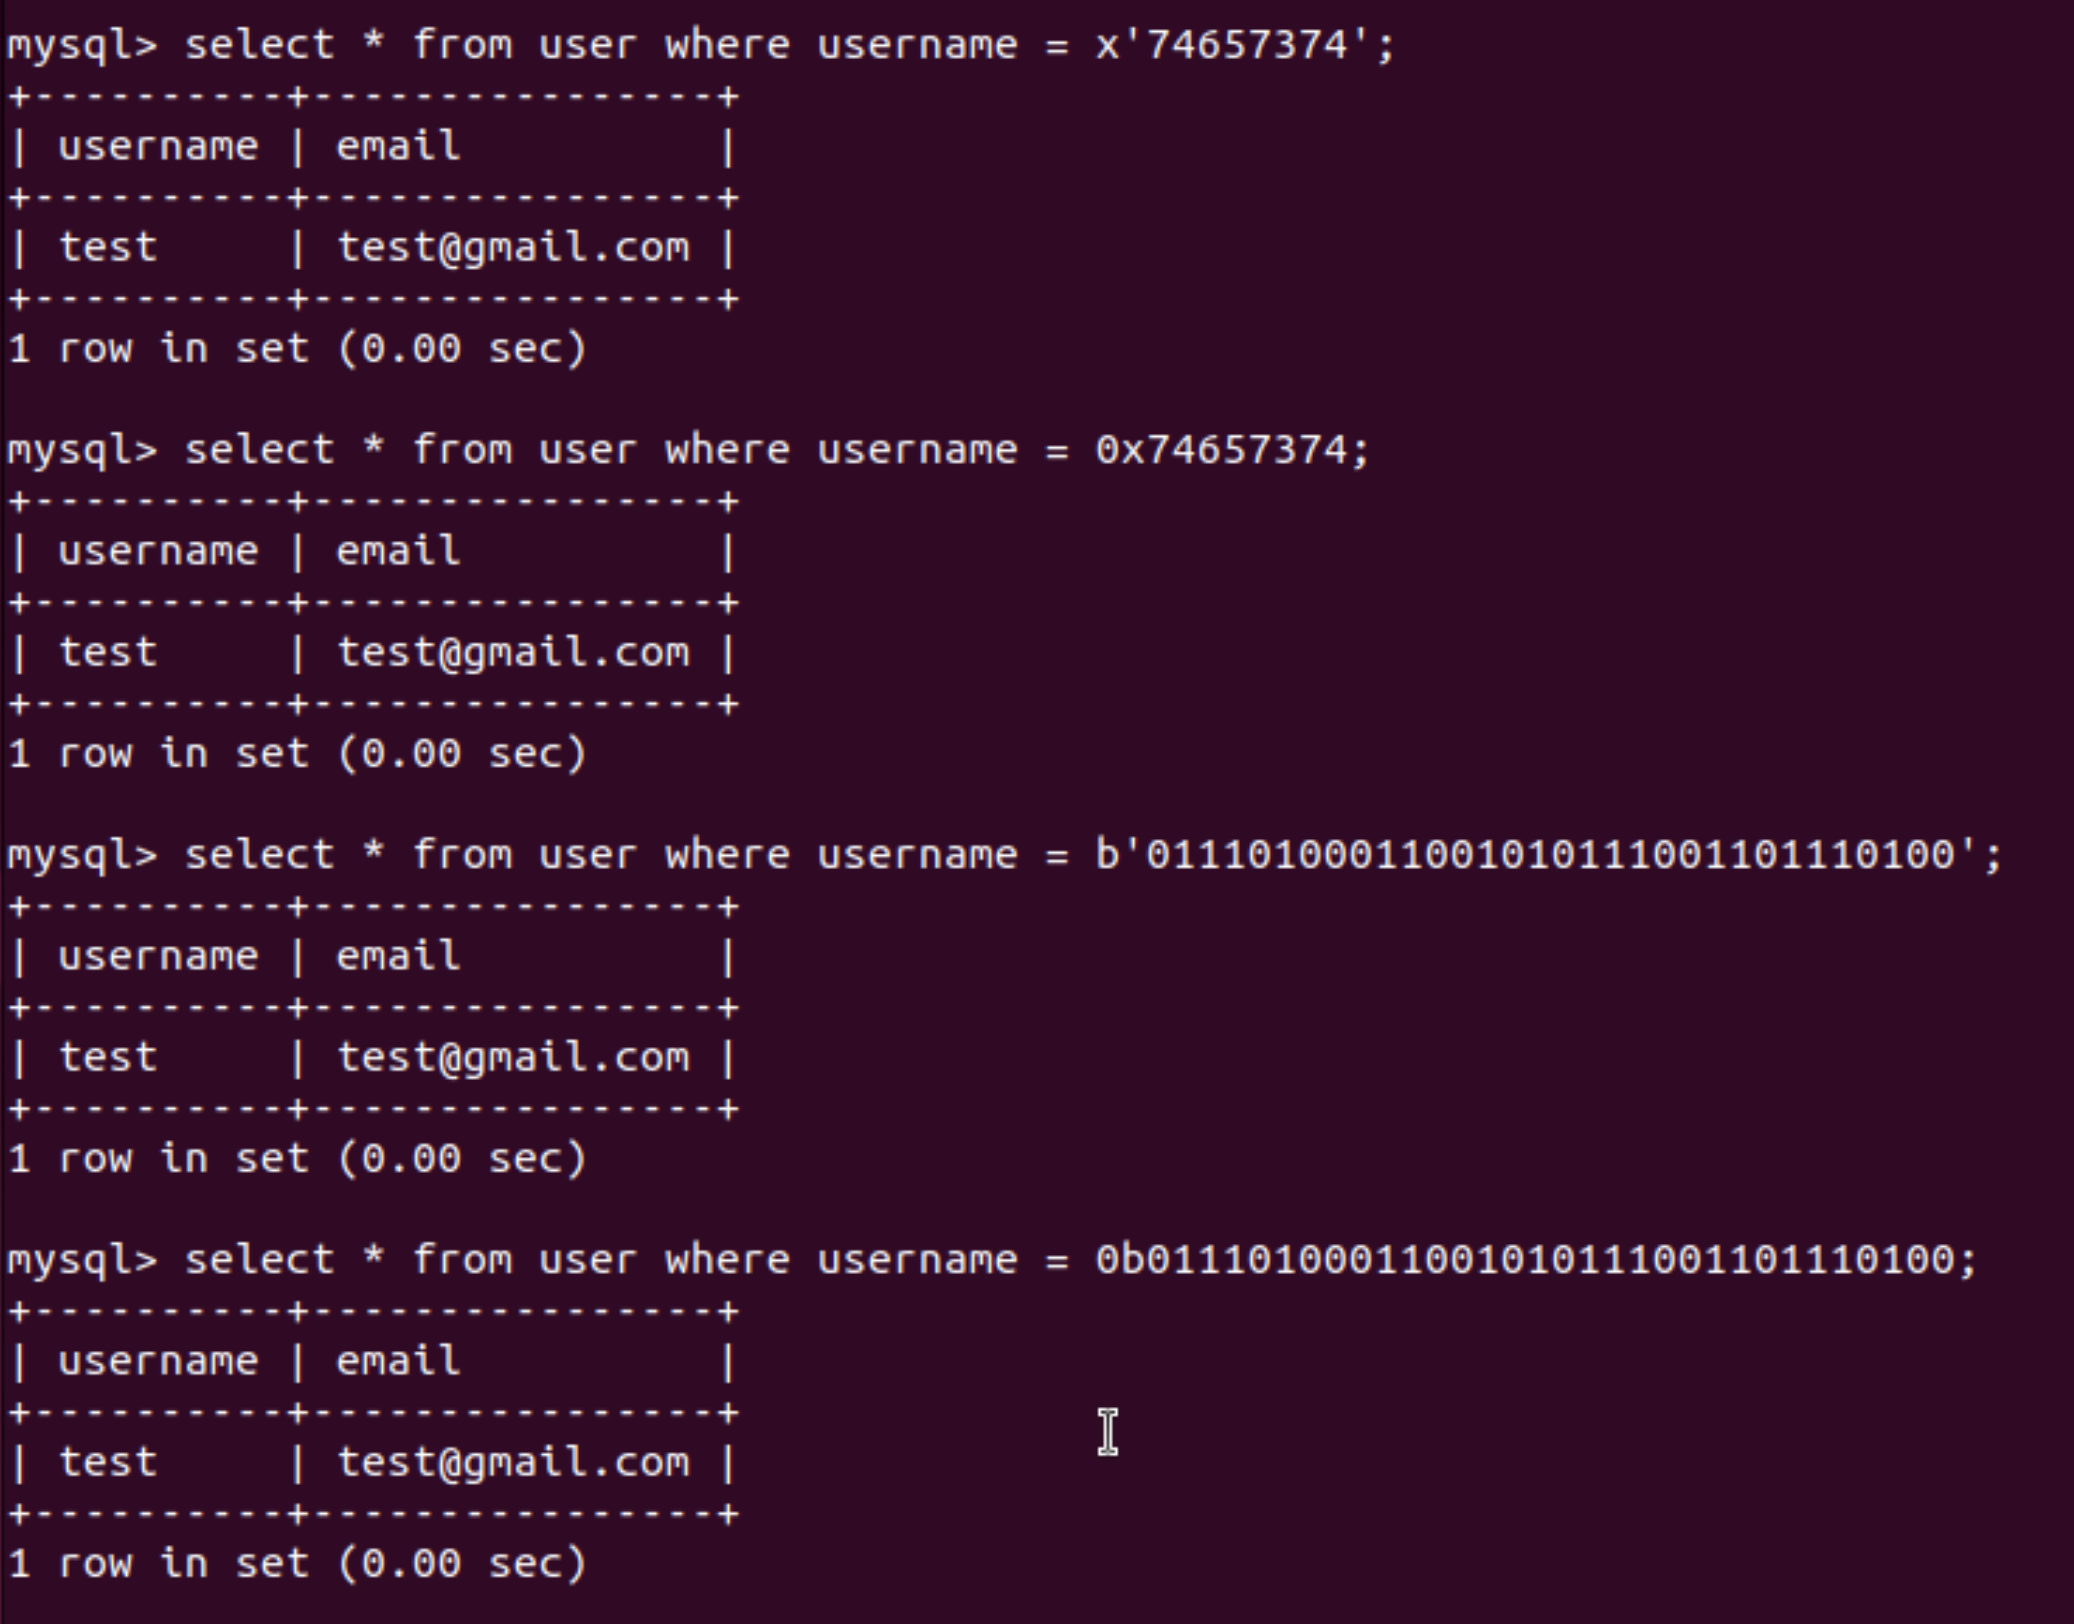 mysql> select * from user where username = x'74657374';
+----------+----------------+
| username | email          |
+----------+----------------+
| test     | test@gmail.com |
+----------+----------------+
1 row in set (0.00 sec)
mysql> select * from user where username = 0x74657374;
+----------+----------------+
| username | email          |
+----------+----------------+
| test     | test@gmail.com |
+----------+----------------+
1 row in set (0.00 sec)
mysql> select * from user where username = b'01110100011001010111001101110100';
+----------+----------------+
| username | email          |
+----------+----------------+
| test     | test@gmail.com |
+----------+----------------+
1 row in set (0.00 sec)
mysql> select * from user where username = 0b01110100011001010111001101110100;
+----------+----------------+
| username | email          |
+----------+----------------+
| test     | test@gmail.com |
+----------+----------------+
1 row in set (0.00 sec)